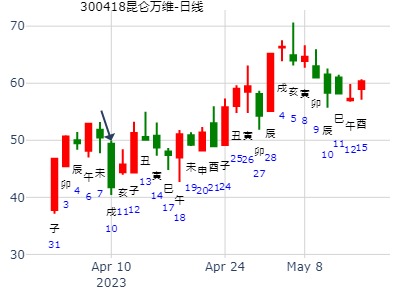 300418昆仑万维-日线
70
60
50
40
30
子
31
卯
3
辰
4
午
6
未
7
戌
10
亥
11
子
12
丑
13
寅
14
巳
17
午
18
未
19
申
20
酉
21
子
24
丑
25
寅
26
卯
27
辰
28
戌
4
亥
5
寅
8
卯
9
辰
10
巳
11
午
12
酉
15
Apr 10
2023
Apr 24
May 8